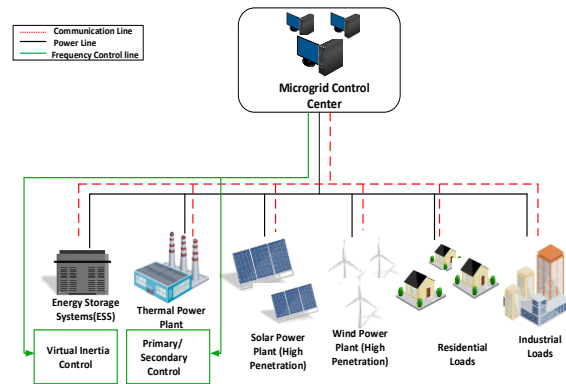 Communication Line
Power Line
Frequency Control line
Microgrid Control
Center
Energy Storage
Systems(ESS)
Thermal Power
Plant
Solar Power
Plant (High
Penetration)
Wind Power
Plant (High
Penetration)
Residential
Loads
Industrial
Loads
Virtual Inertia
Control
Primary/
Secondary Control